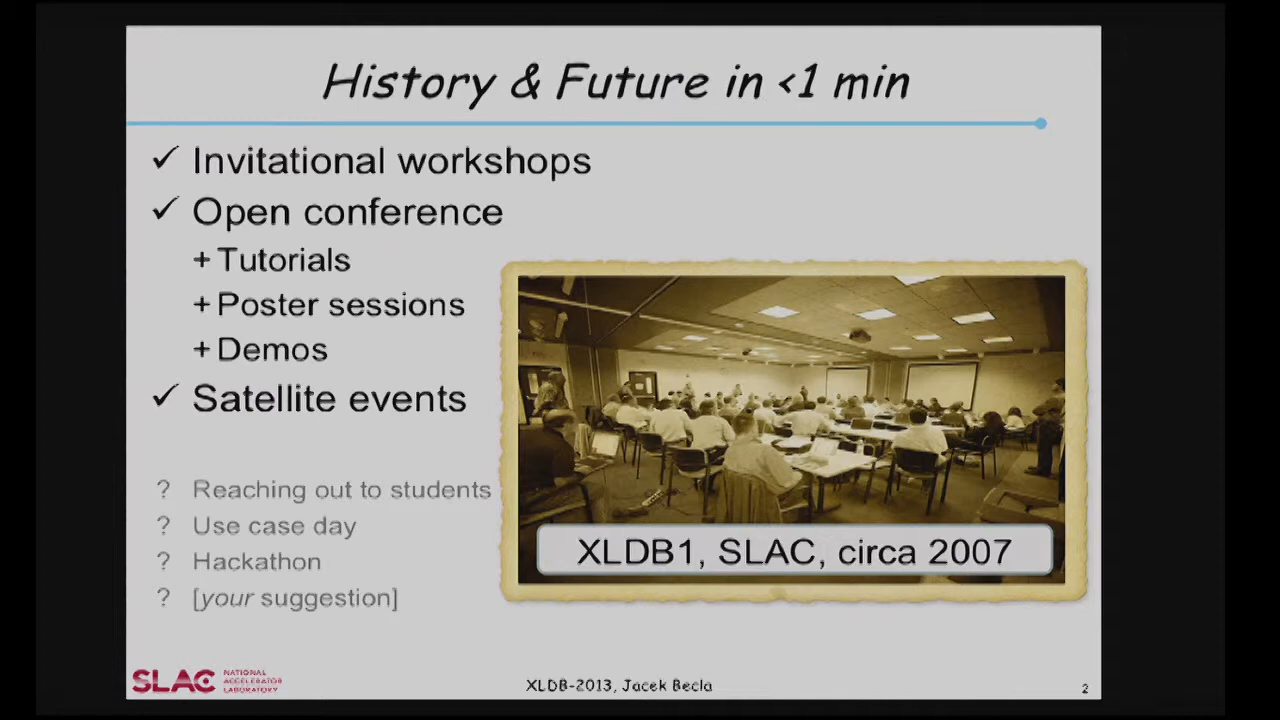 History & Future in <1 min
✓ Invitational workshops
✓ Open conference
+ Tutorials
+ Poster sessions
+ Demos
✓ Satellite events
? Reaching out to students
? Use case day
? Hackathon
? [your suggestion]
XLDB1, SLAC, circa 2007
SLAC NATIONAL ACCELERATOR LABORATORY
XLDB-2013, Jacek Becla
2